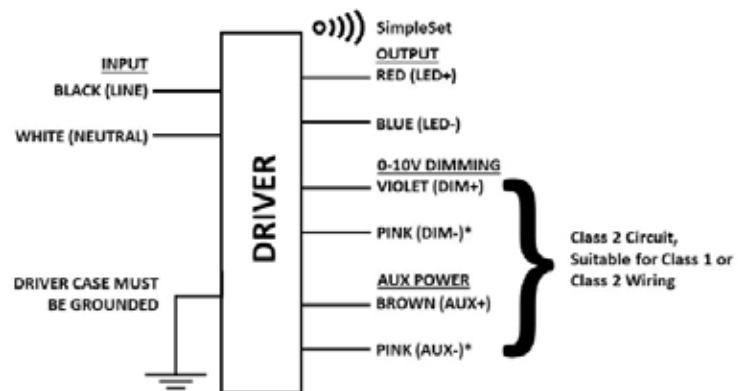 SimpleSet
INPUT
BLACK (LINE)
WHITE (NEUTRAL)
DRIVER CASE MUST
BE GROUNDED
DRIVER
OUTPUT
RED (LED+)
BLUE (LED-)
0-10V DIMMING
VIOLET (DIM+)
PINK (DIM-)*
AUX POWER
BROWN (AUX+)
PINK (AUX-)*
Class 2 Circuit,
Suitable for Class 1 or
Class 2 Wiring